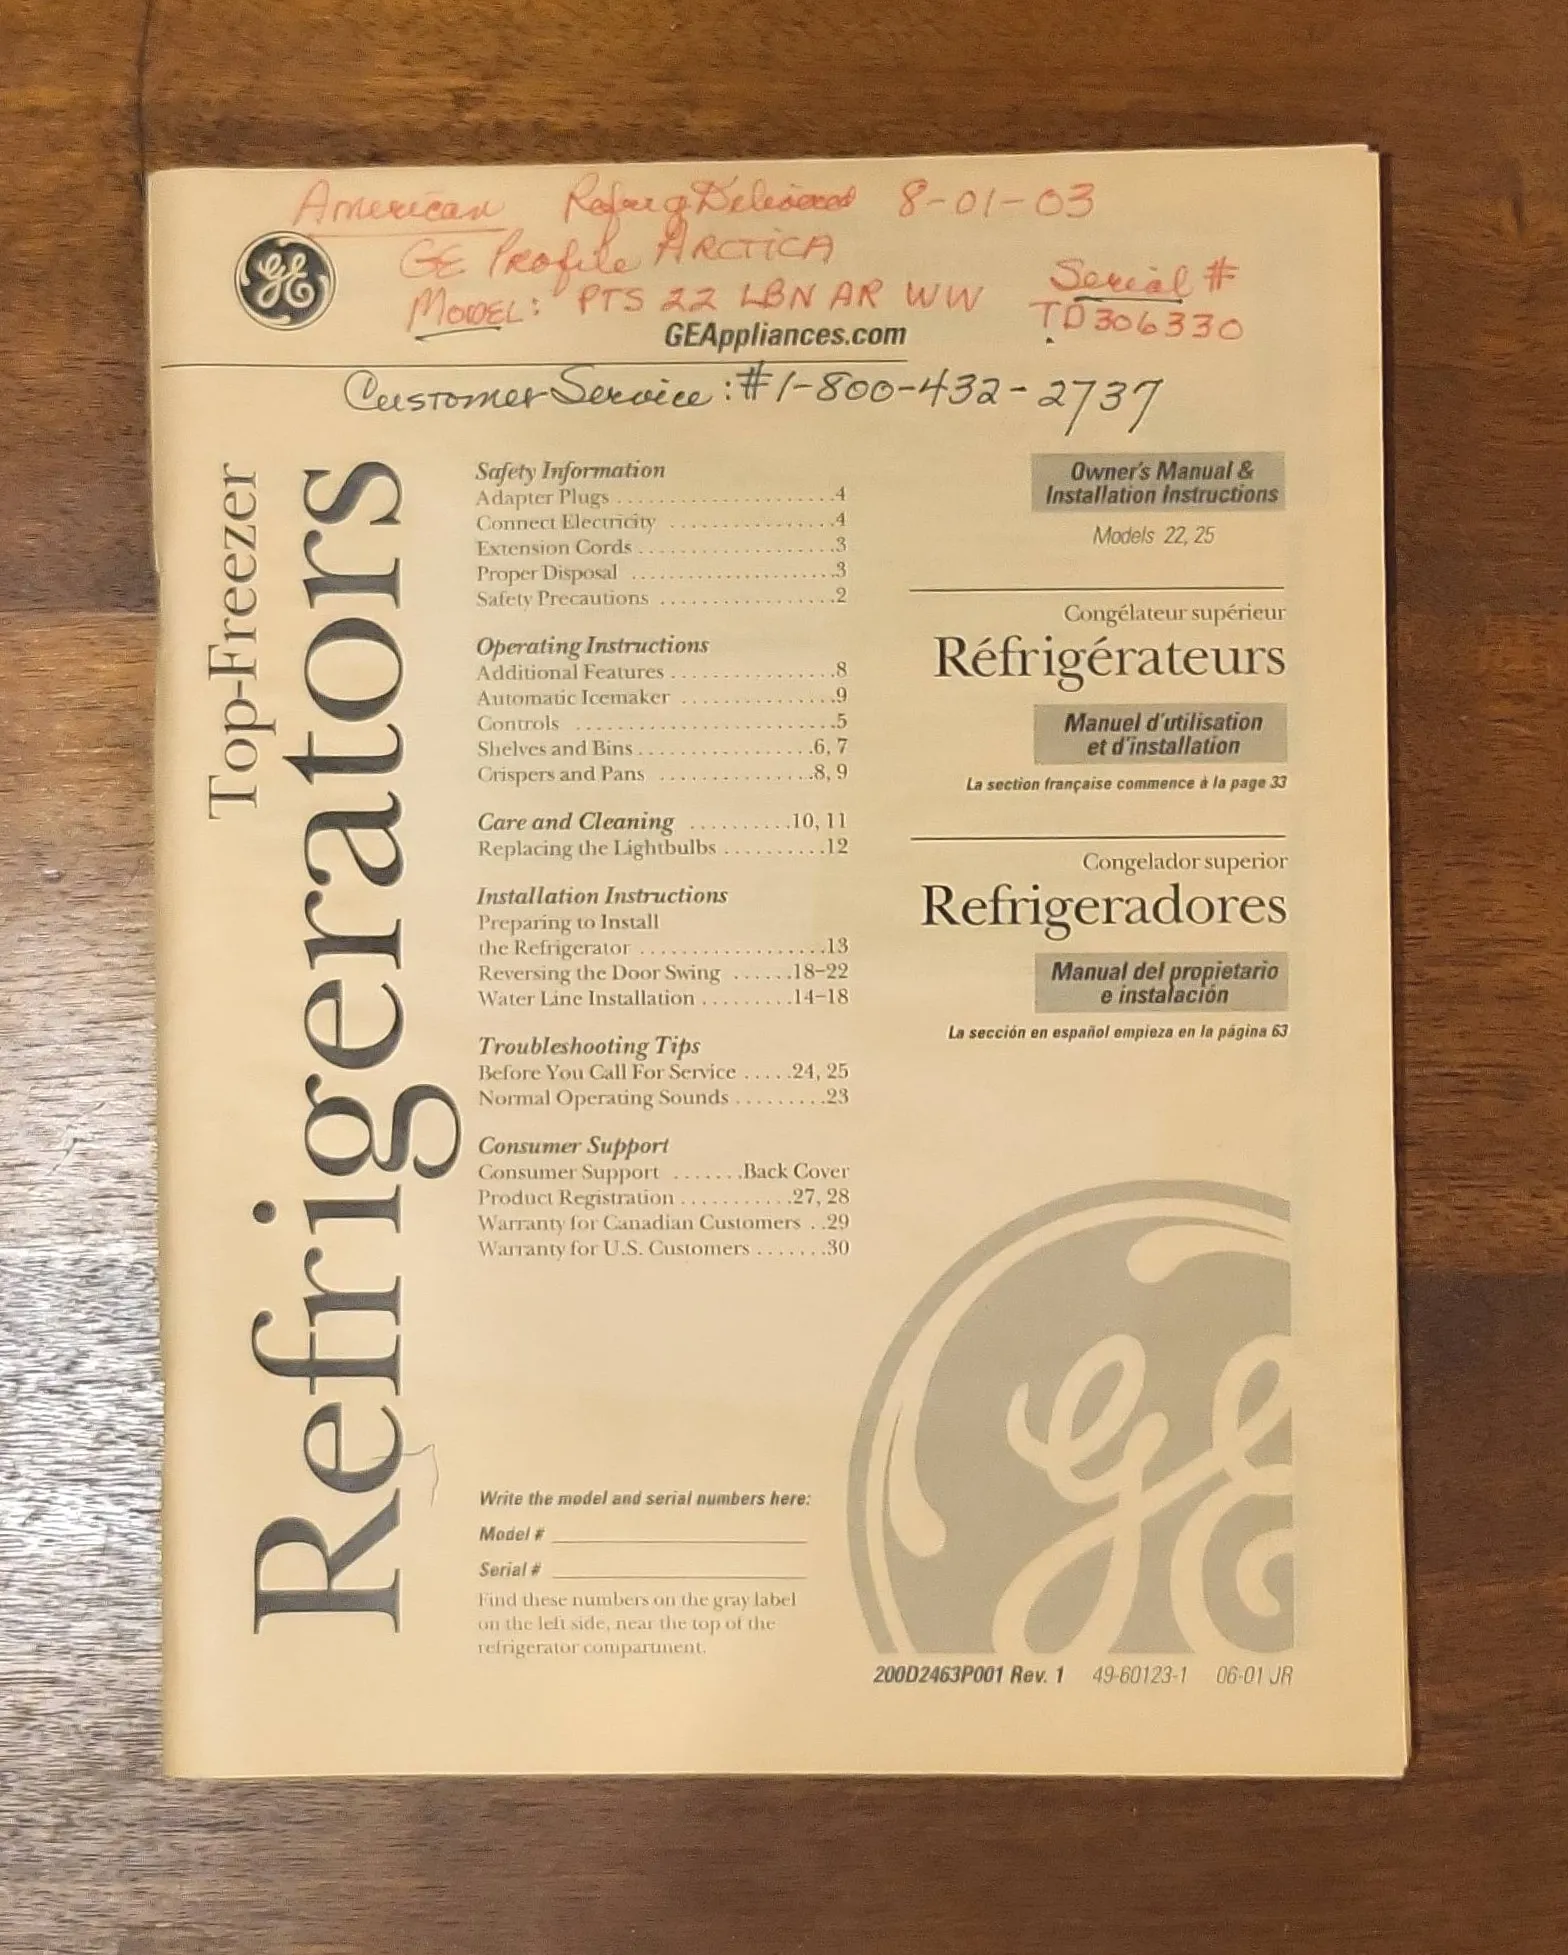 American Refrig Delivered 8-01-03
GE Profile ARCTICA
MODEL: PTS 22 LBN AR WW
Serial #
TD306330
GE
GEAppliances.com
Customer Service: #1-800-432-2737
Top-Freezer
Refrigerators
Safety Information
Adapter Plugs . . . . . . . . . . . . . . . . . . . . . .4
Connect Electricity . . . . . . . . . . . . . . . .4
Extension Cords . . . . . . . . . . . . . . . . . . .3
Proper Disposal . . . . . . . . . . . . . . . . . . . .3
Safety Precautions . . . . . . . . . . . . . . . . .2
Operating Instructions
Additional Features . . . . . . . . . . . . . . . .8
Automatic Icemaker . . . . . . . . . . . . . . .9
Controls . . . . . . . . . . . . . . . . . . . . . . . . .5
Shelves and Bins . . . . . . . . . . . . . . . . .6, 7
Crispers and Pans . . . . . . . . . . . . . . .8, 9
Care and Cleaning . . . . . . . . . .10, 11
Replacing the Lightbulbs . . . . . . . . . .12
Installation Instructions
Preparing to Install
the Refrigerator . . . . . . . . . . . . . . . . . .13
Reversing the Door Swing . . . . . .18–22
Water Line Installation . . . . . . . . .14–18
Troubleshooting Tips
Before You Call For Service . . . . .24, 25
Normal Operating Sounds . . . . . . . . .23
Consumer Support
Consumer Support . . . . . . .Back Cover
Product Registration . . . . . . . . . . .27, 28
Warranty for Canadian Customers . .29
Warranty for U.S. Customers . . . . . . .30
Write the model and serial numbers here:
Model #
Serial #
Find these numbers on the gray label
on the left side, near the top of the
refrigerator compartment.
Owner's Manual &
Installation Instructions
Models 22, 25
Congélateur supérieur
Réfrigérateurs
Manuel d'utilisation
et d'installation
La section française commence à la page 33
Congelador superior
Refrigeradores
Manual del propietario
e instalación
La sección en español empieza en la página 63
GE
200D2463P001 Rev. 1 49-60123-1 06-01 JR